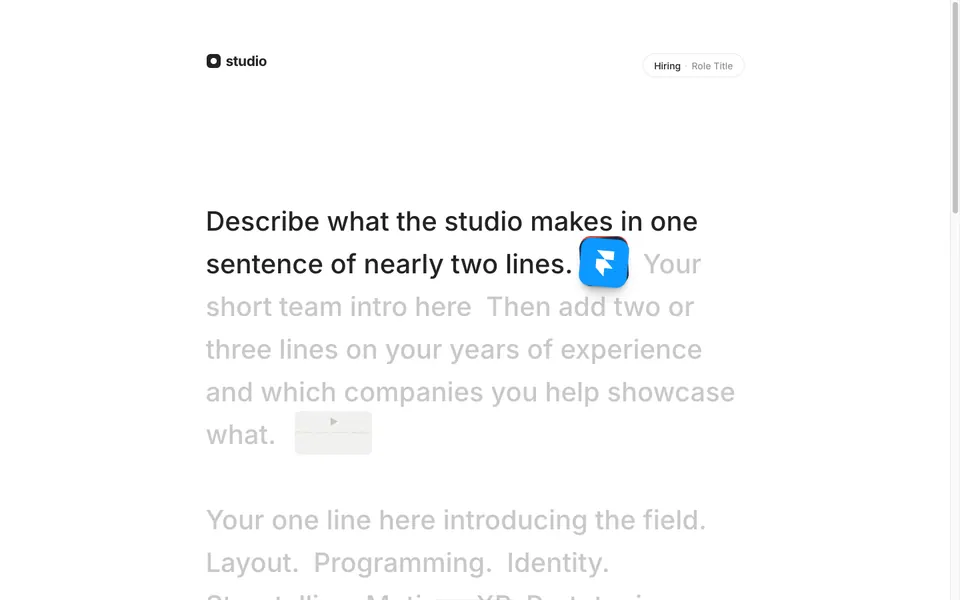 studio
Hiring · Role Title
Describe what the studio makes in one
sentence of nearly two lines. Your
short team intro here Then add two or
three lines on your years of experience
and which companies you help showcase
what.
Your one line here introducing the field.
Layout. Programming. Identity.